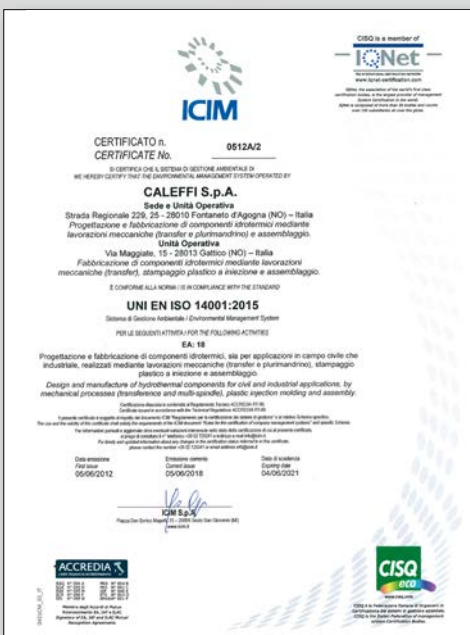 CISQ is a member of
IQNet
THE INTERNATIONAL CERTIFICATION NETWORK
www.iqnet-certification.com
ICIM
CERTIFICATO n.
CERTIFICATE No.
0512A/2
SI CERTIFICA CHE IL SISTEMA DI GESTIONE AMBIENTALE DI
WE HEREBY CERTIFY THAT THE ENVIRONMENTAL MANAGEMENT SYSTEM OPERATED BY
CALEFFI S.p.A.
Sede e Unità Operativa
Strada Regionale 229, 25 - 28010 Fontaneto d'Agogna (NO) – Italia
Progettazione e fabbricazione di componenti idrotermici mediante
lavorazioni meccaniche (transfer e plurimandrino) e assemblaggio.
Unità Operativa
Via Maggiate, 15 - 28013 Gattico (NO) – Italia
Fabbricazione di componenti idrotermici mediante lavorazioni
meccaniche (transfer), stampaggio plastico a iniezione e assemblaggio.
È CONFORME ALLA NORMA / IS IN COMPLIANCE WITH THE STANDARD
UNI EN ISO 14001:2015
Sistema di Gestione Ambientale / Environmental Management System
PER LE SEGUENTI ATTIVITÀ / FOR THE FOLLOWING ACTIVITIES
EA: 18
Progettazione e fabbricazione di componenti idrotermici, sia per applicazioni in campo civile che
industriale, realizzati mediante lavorazioni meccaniche (transfer e plurimandrino), stampaggio
plastico a iniezione e assemblaggio.
Design and manufacture of hydrothermal components for civil and industrial applications, by
mechanical processes (transference and multi-spindle), plastic injection molding and assembly.
Data emissione
First issue
05/06/2012
Emissione corrente
Current issue
05/06/2018
Data di scadenza
Expiring date
04/06/2021
ICIM S.p.A.
ACCREDIA
CISQ
eco
www.cisq.com